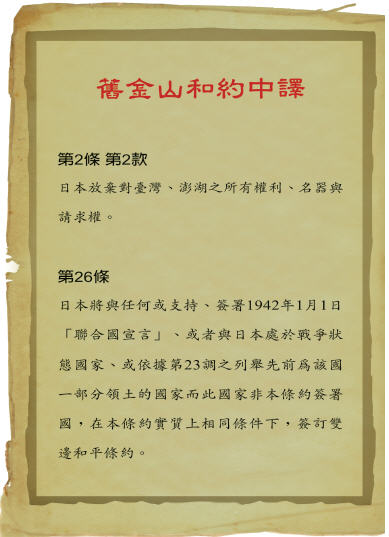 舊金山和約中譯
第2條 第2款
日本放棄對臺灣、澎湖之所有權利、名器與
請求權。
第26條
日本將與任何或支持、簽署1942年1月1日
「聯合國宣言」、或者與日本處於戰爭狀
態國家、或依據第23調之列舉先前為該國
一部分領土的國家而此國家非本條約簽署
國，在本條約實質上相同條件下，簽訂雙
邊和平條約。